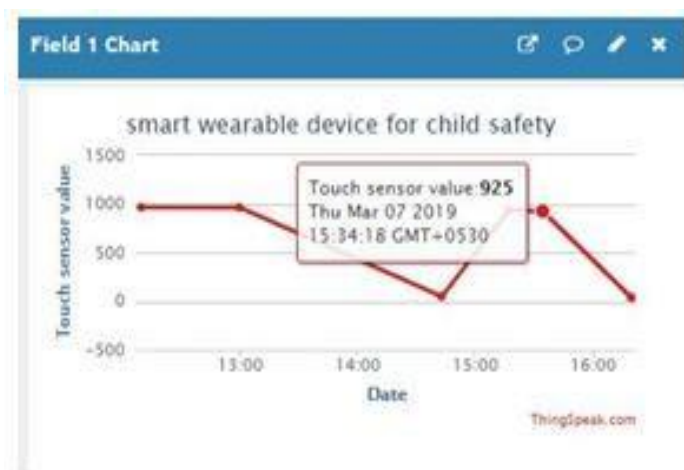 Field 1 Chart
smart wearable device for child safety
Touch sensor value
1500
1000
500
0
-500
Touch sensor value 925
Thu Mar 07 2019
15:34:18 GMT+0530
13:00
14:00
15:00
16:00
Date
ThingSpeak.com